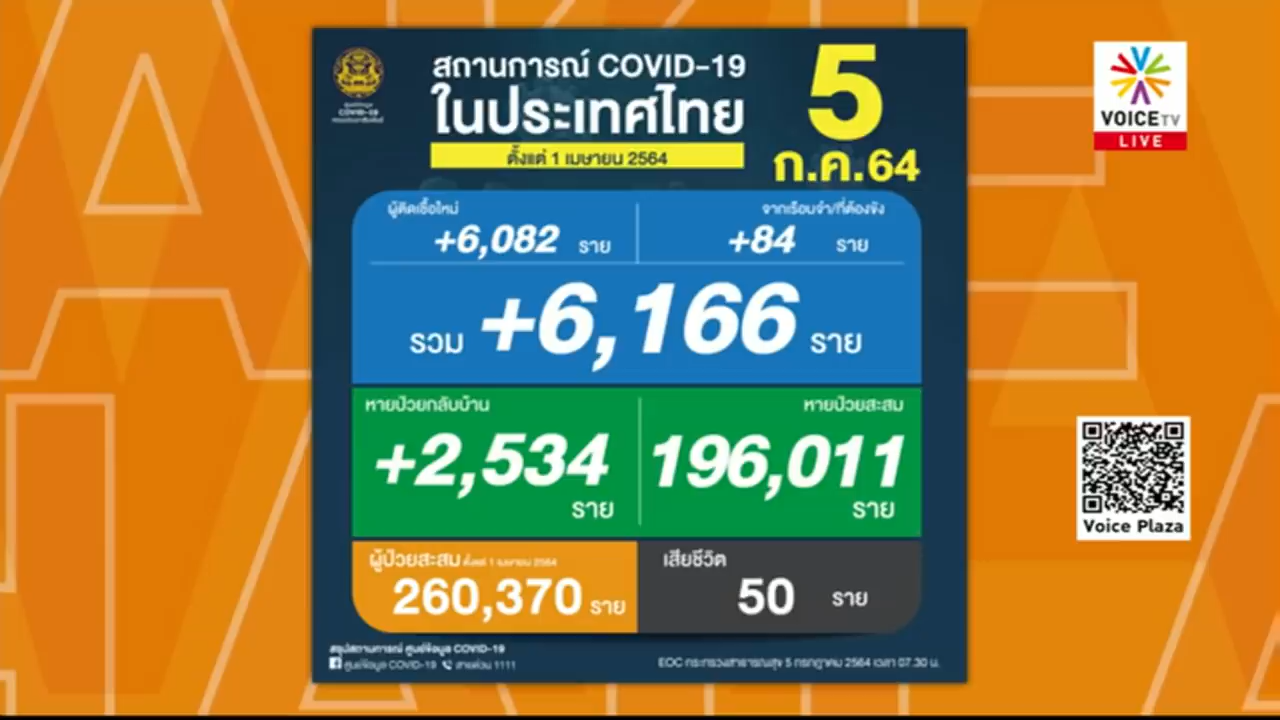 สถานการณ์ COVID-19
ในประเทศไทย
ตั้งแต่ 1 เมษายน 2564
5
ก.ค.64
ศูนย์ข้อมูล
COVID-19
VOICE TV
LIVE
ผู้ติดเชื้อใหม่
+6,082 ราย
จากเรือนจำ/ที่ต้องขัง
+84 ราย
รวม +6,166 ราย
หายป่วยกลับบ้าน
+2,534
ราย
หายป่วยสะสม
196,011
ราย
ผู้ป่วยสะสม ตั้งแต่ 1 เมษายน 2564
260,370 ราย
เสียชีวิต
50 ราย
Voice Plaza
สรุปสถานการณ์ ศูนย์ข้อมูล COVID-19
ศูนย์ข้อมูล COVID-19 สายด่วน 1111
EOC กระทรวงสาธารณสุข 5 กรกฎาคม 2564 เวลา 07.30 น.